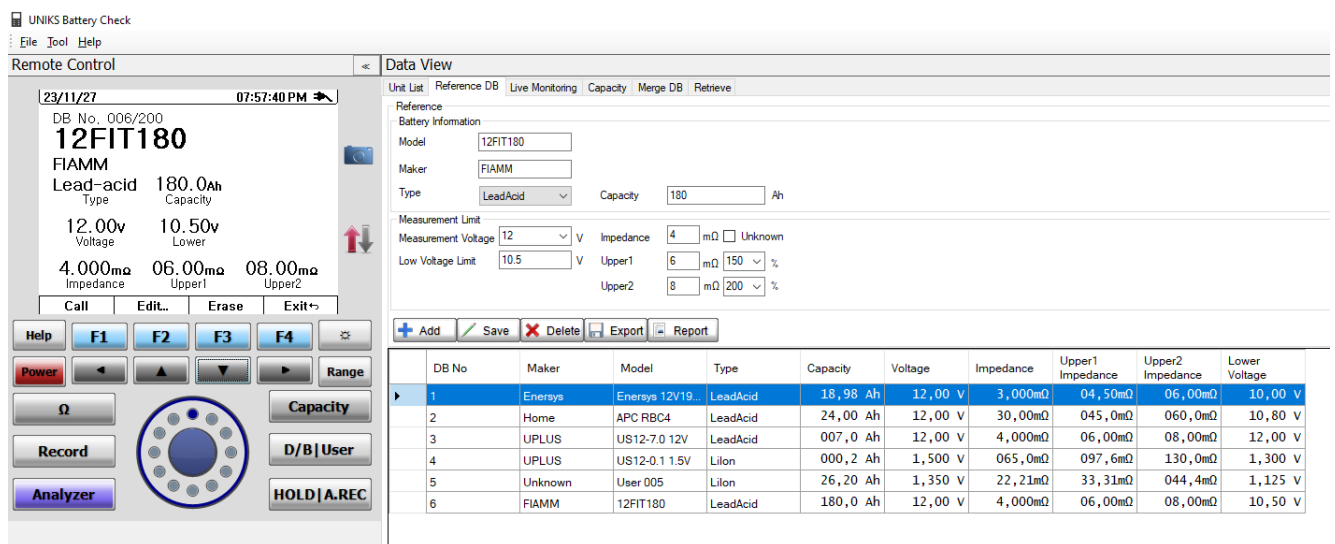 UNIKS Battery Check
File Tool Help
Remote Control «
23/11/27 07:57:40 PM
DB No. 006/200
12FIT180
FIAMM
Lead-acid 180.0Ah
Type Capacity
12.00v 10.50v
Voltage Lower
4.000mΩ 06.00mΩ 08.00mΩ
Impedance Upper1 Upper2
Call Edit... Erase Exit
Help F1 F2 F3 F4
Power Range
Ω Capacity
Record D/B|User
Analyzer HOLD|A.REC
Data View
Unit List Reference DB Live Monitoring Capacity Merge DB Retrieve
Reference
Battery Information
Model 12FIT180
Maker FIAMM
Type LeadAcid Capacity 180 Ah
Measurement Limit
Measurement Voltage 12 V Impedance 4 mΩ Unknown
Low Voltage Limit 10.5 V Upper1 6 mΩ 150 %
Upper2 8 mΩ 200 %
Add Save Delete Export Report
DB No Maker Model Type Capacity Voltage Impedance Upper1 Impedance Upper2 Impedance Lower Voltage
1 Enersys Enersys 12V19... LeadAcid 18,98 Ah 12,00 V 3,000mΩ 04,50mΩ 06,00mΩ 10,00 V
2 Home APC RBC4 LeadAcid 24,00 Ah 12,00 V 30,00mΩ 045,0mΩ 060,0mΩ 10,80 V
3 UPLUS US12-7.0 12V LeadAcid 007,0 Ah 12,00 V 4,000mΩ 06,00mΩ 08,00mΩ 12,00 V
4 UPLUS US12-0.1 1.5V LiIon 000,2 Ah 1,500 V 065,0mΩ 097,6mΩ 130,0mΩ 1,300 V
5 Unknown User 005 LiIon 26,20 Ah 1,350 V 22,21mΩ 33,31mΩ 044,4mΩ 1,125 V
6 FIAMM 12FIT180 LeadAcid 180,0 Ah 12,00 V 4,000mΩ 06,00mΩ 08,00mΩ 10,50 V